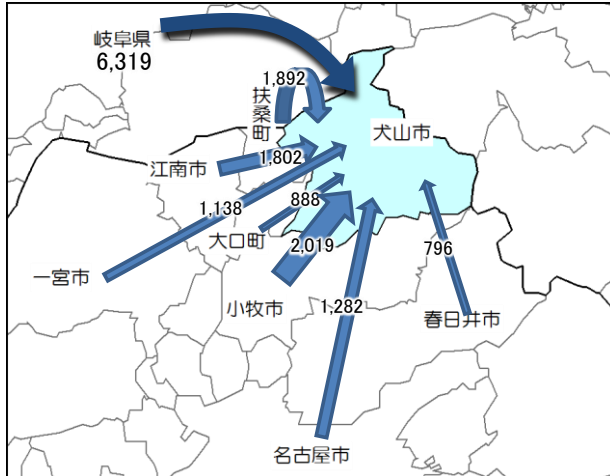 岐阜県
6,319
1,892
扶桑町
犬山市
江南市
1,802
1,138
888
大口町
2,019
796
一宮市
小牧市
1,282
春日井市
名古屋市